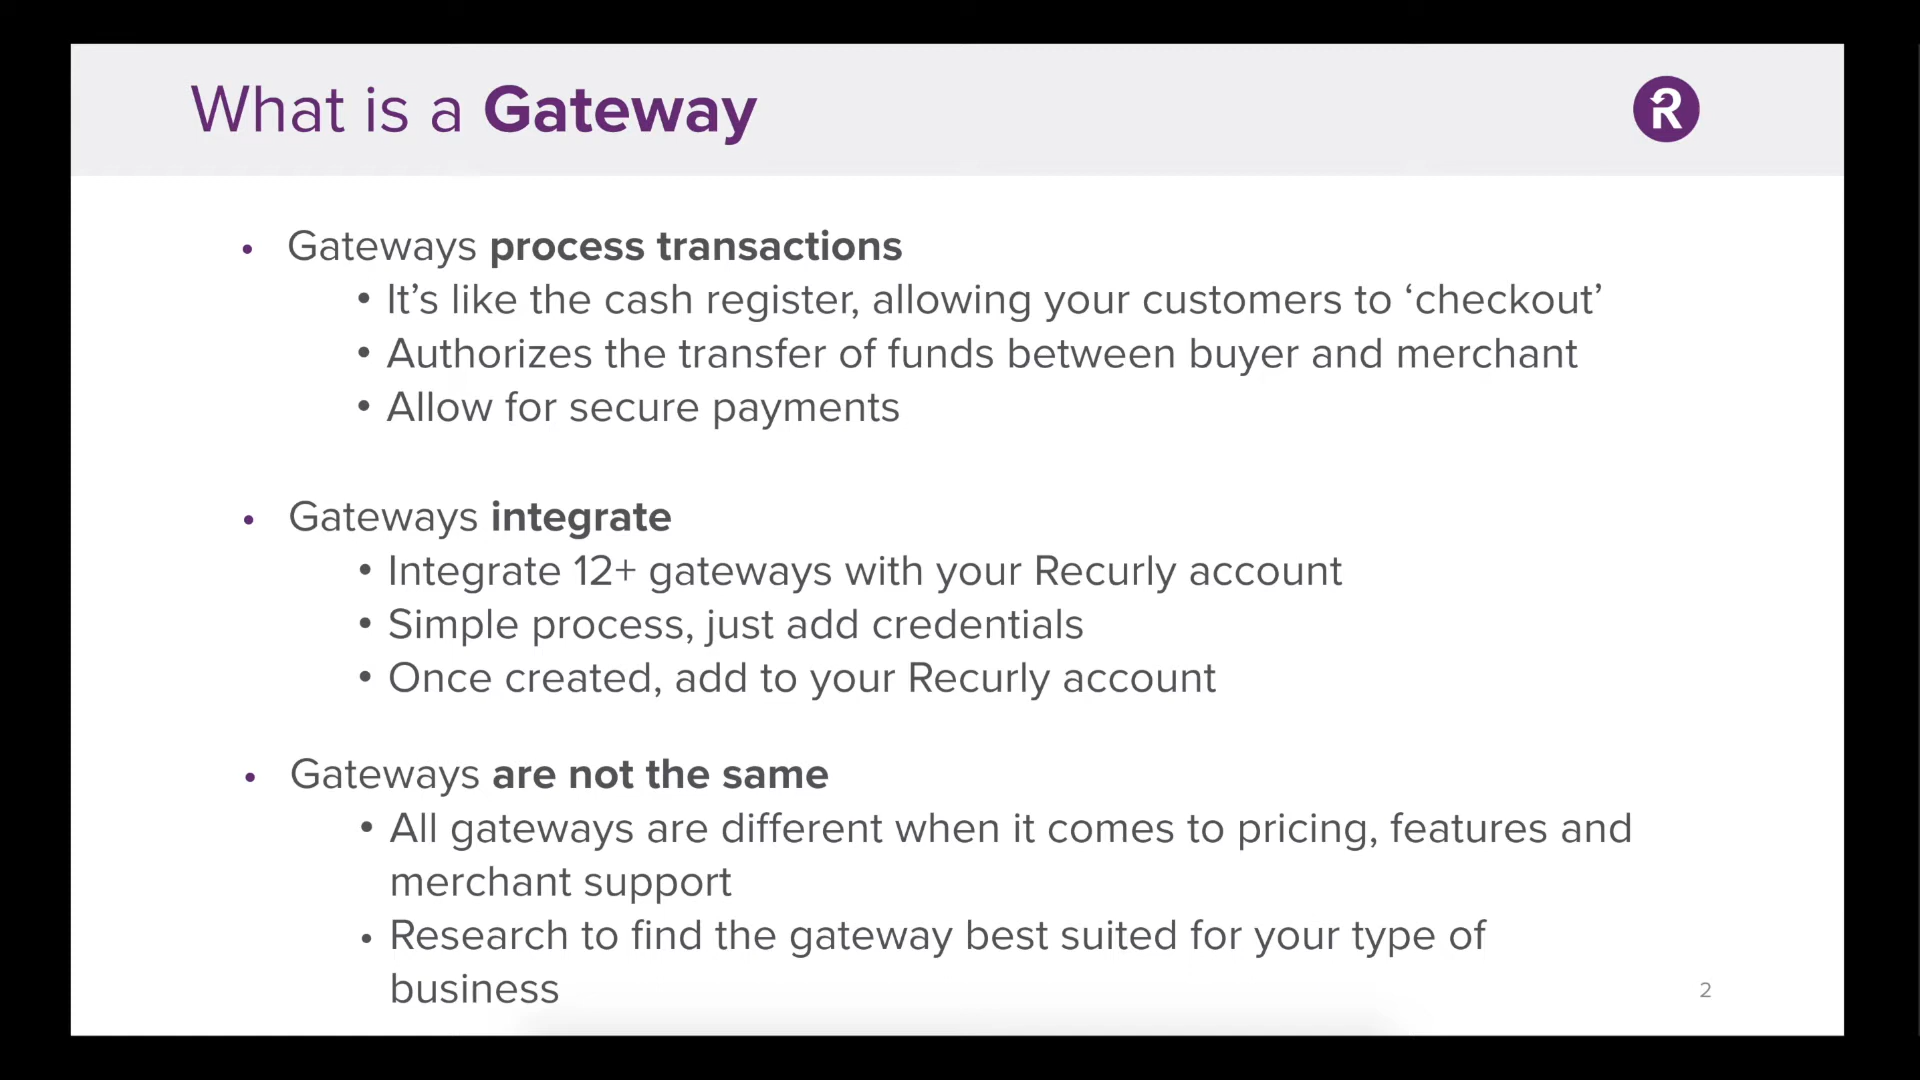 What is a Gateway
R
• Gateways process transactions
• It’s like the cash register, allowing your customers to ‘checkout’
• Authorizes the transfer of funds between buyer and merchant
• Allow for secure payments
• Gateways integrate
• Integrate 12+ gateways with your Recurly account
• Simple process, just add credentials
• Once created, add to your Recurly account
• Gateways are not the same
• All gateways are different when it comes to pricing, features and
merchant support
• Research to find the gateway best suited for your type of
business
2